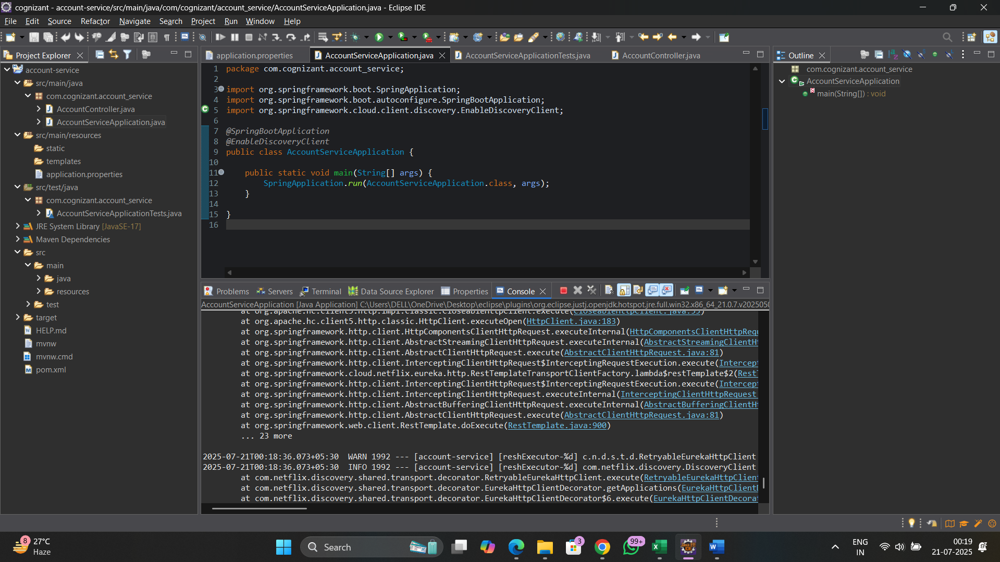 cognizant - account-service/src/main/java/com/cognizant/account_service/AccountServiceApplication.java - Eclipse IDE
File Edit Source Refactor Navigate Search Project Run Window Help
Project Explorer
account-service
src/main/java
com.cognizant.account_service
AccountController.java
AccountServiceApplication.java
src/main/resources
static
templates
application.properties
src/test/java
com.cognizant.account_service
AccountServiceApplicationTests.java
JRE System Library [JavaSE-17]
Maven Dependencies
src
main
java
resources
test
target
HELP.md
mvnw
mvnw.cmd
pom.xml
application.properties AccountServiceApplication.java AccountServiceApplicationTests.java AccountController.java
1 package com.cognizant.account_service;
2
3 import org.springframework.boot.SpringApplication;
4 import org.springframework.boot.autoconfigure.SpringBootApplication;
5 import org.springframework.cloud.client.discovery.EnableDiscoveryClient;
6
7 @SpringBootApplication
8 @EnableDiscoveryClient
9 public class AccountServiceApplication {
10
11 public static void main(String[] args) {
12 SpringApplication.run(AccountServiceApplication.class, args);
13 }
14
15 }
16
Outline
com.cognizant.account_service
AccountServiceApplication
main(String[]) : void
Problems Servers Terminal Data Source Explorer Properties Console
AccountServiceApplication [Java Application] C:\Users\DELL\OneDrive\Desktop\eclipse\plugins\org.eclipse.justj.openjdk.hotspot.jre.full.win32.x86_64_21.0.7.v2025050
at org.apache.hc.client5.http.impl.classic.CloseableHttpClient.execute(CloseableHttpClient.java:55)
at org.apache.hc.client5.http.classic.HttpClient.executeOpen(HttpClient.java:183)
at org.springframework.http.client.HttpComponentsClientHttpRequest.executeInternal(HttpComponentsClientHttpRequ
at org.springframework.http.client.AbstractStreamingClientHttpRequest.executeInternal(AbstractStreamingClientHt
at org.springframework.http.client.AbstractClientHttpRequest.execute(AbstractClientHttpRequest.java:81)
at org.springframework.http.client.InterceptingClientHttpRequest$InterceptingRequestExecution.execute(Intercept
at org.springframework.cloud.netflix.eureka.http.RestTemplateTransportClientFactory.lambda$restTemplate$2(RestT
at org.springframework.http.client.InterceptingClientHttpRequest$InterceptingRequestExecution.execute(Intercept
at org.springframework.http.client.InterceptingClientHttpRequest.executeInternal(InterceptingClientHttpRequest.
at org.springframework.http.client.AbstractBufferingClientHttpRequest.executeInternal(AbstractBufferingClientHt
at org.springframework.http.client.AbstractClientHttpRequest.execute(AbstractClientHttpRequest.java:81)
at org.springframework.web.client.RestTemplate.doExecute(RestTemplate.java:900)
... 23 more
2025-07-21T00:18:36.073+05:30 WARN 1992 --- [account-service] [reshExecutor-%d] c.n.d.s.t.d.RetryableEurekaHttpClient
2025-07-21T00:18:36.073+05:30 INFO 1992 --- [account-service] [reshExecutor-%d] com.netflix.discovery.DiscoveryClient
at com.netflix.discovery.shared.transport.decorator.RetryableEurekaHttpClient.execute(RetryableEurekaHttpClient
at com.netflix.discovery.shared.transport.decorator.EurekaHttpClientDecorator.getApplications(EurekaHttpClientD
at com.netflix.discovery.shared.transport.decorator.EurekaHttpClientDecorator$6.execute(EurekaHttpClientDecorat
8
27°C
Haze
Search
3
99+
ENG
IN
00:19
21-07-2025